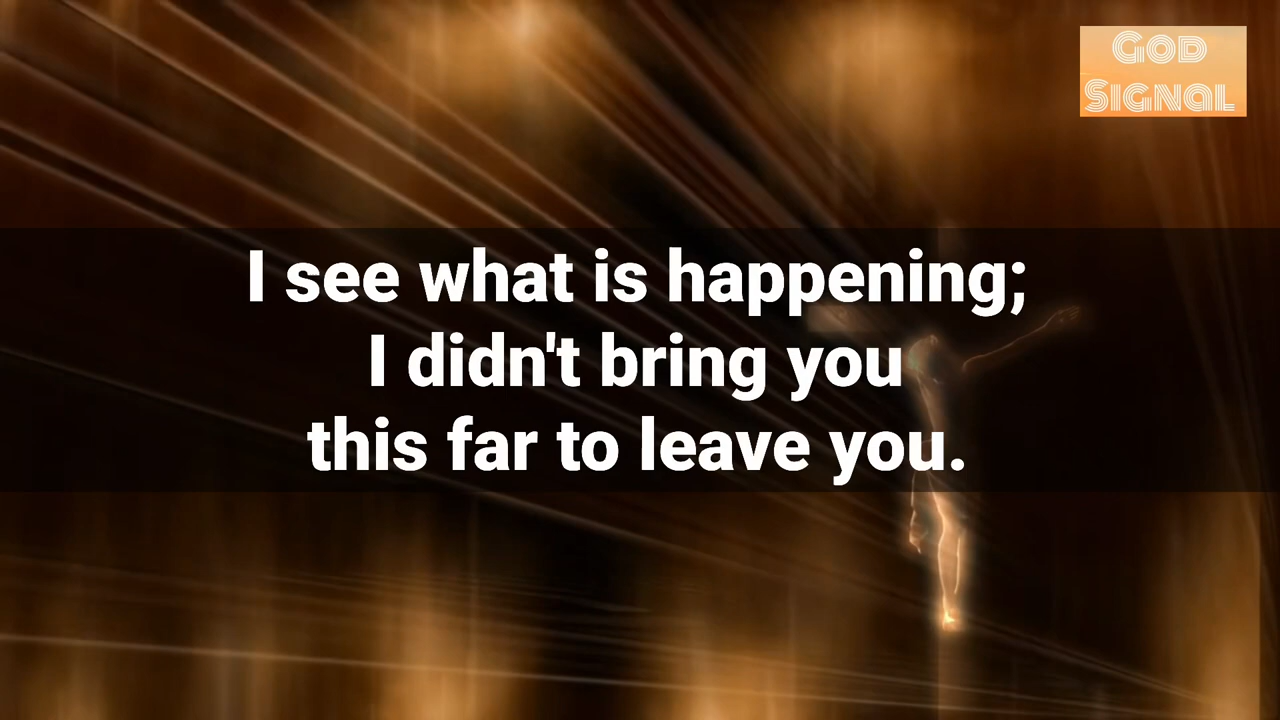 God
Signal
I see what is happening;
I didn't bring you
this far to leave you.